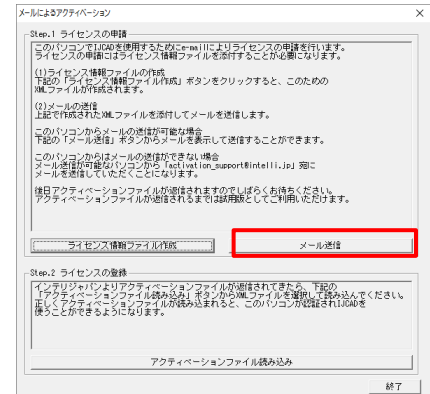 メールによるアクティベーション
Step.1 ライセンスの申請
このパソコンでIJCADを使用するためにe-mailによりライセンスの申請を行います。
ライセンスの申請にはライセンス情報ファイルを添付することが必要になります。
(1)ライセンス情報ファイルの作成
下記の「ライセンス情報ファイル作成」ボタンをクリックすると、このための
XMLファイルが作成されます。
(2)メールの送信
上記で作成されたXMLファイルを添付してメールを送信します。
このパソコンからメールの送信が可能な場合
下記の「メール送信」ボタンからメールを表示して送信することができます。
このパソコンからはメールの送信ができない場合
メール送信が可能なパソコンから「activation_support@intelli.jp」宛に
メールを送信していただくことになります。
後日アクティベーションファイルが返信されますのでしばらくお待ちください。
アクティベーションファイルが返信されるまでは試用版としてご利用いただけます。
ライセンス情報ファイル作成
メール送信
Step.2 ライセンスの登録
インテリジャパンよりアクティベーションファイルが返信されてきたら、下記の
「アクティベーションファイル読み込み」ボタンからXMLファイルを選択して読み込んでください。
正しくアクティベーションファイルが読み込まれると、このパソコンが認証されIJCADを
使うことができるようになります。
アクティベーションファイル読み込み
終了